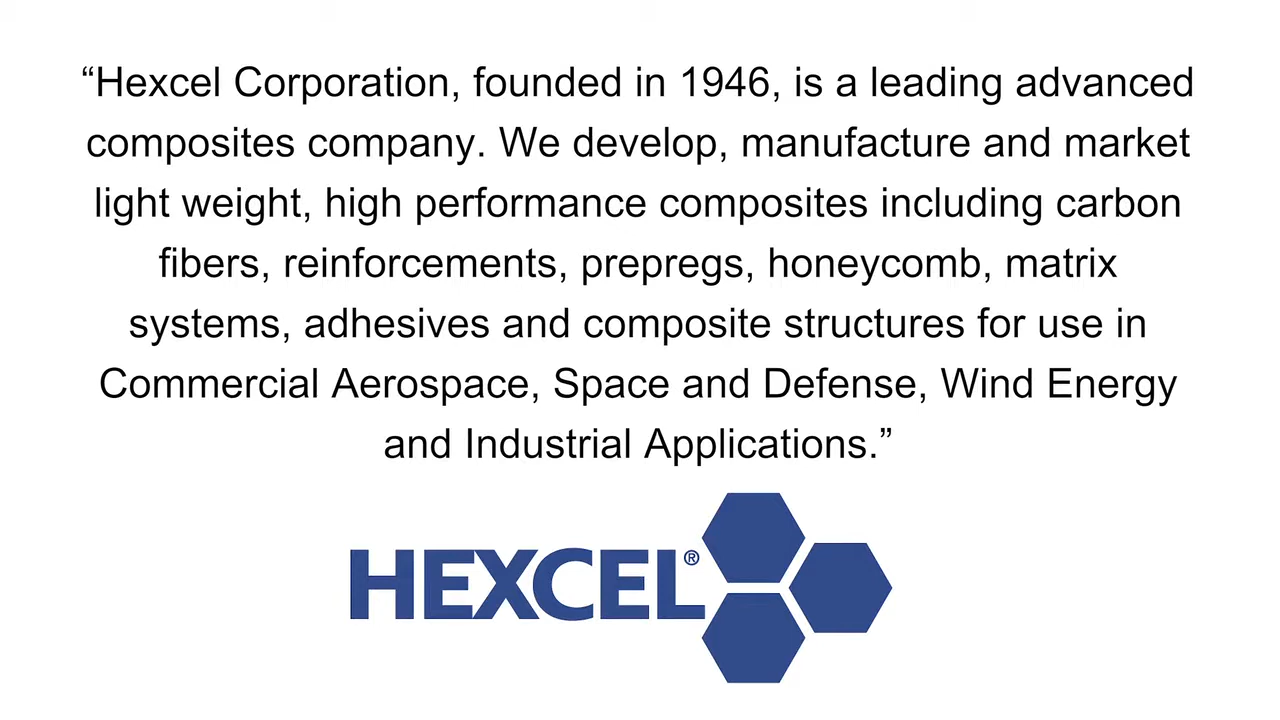 “Hexcel Corporation, founded in 1946, is a leading advanced
composites company. We develop, manufacture and market
light weight, high performance composites including carbon
fibers, reinforcements, prepregs, honeycomb, matrix
systems, adhesives and composite structures for use in
Commercial Aerospace, Space and Defense, Wind Energy
and Industrial Applications.”
HEXCEL®